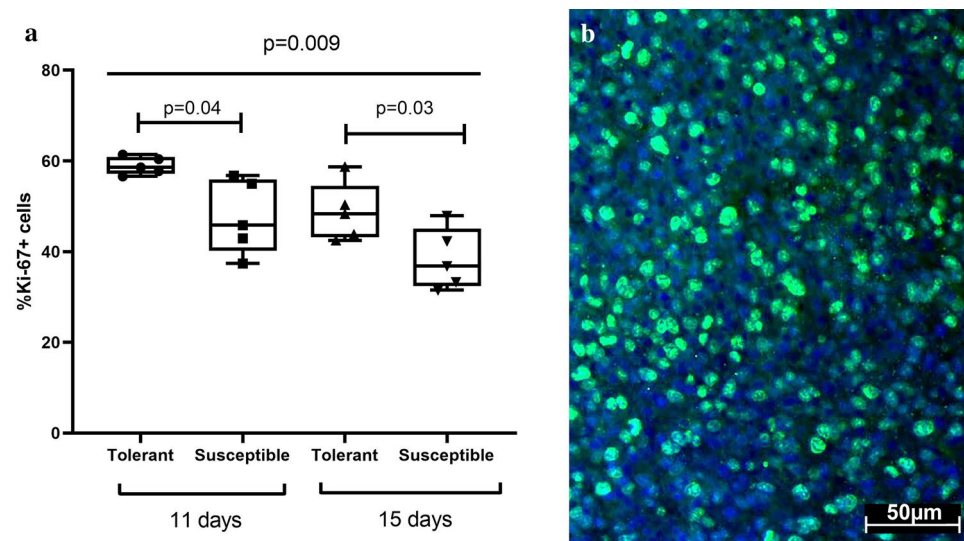 a
p=0.009
p=0.04
p=0.03
%Ki-67+ cells
80
60
40
20
0
Tolerant Susceptible Tolerant Susceptible
11 days 15 days
b
50µm